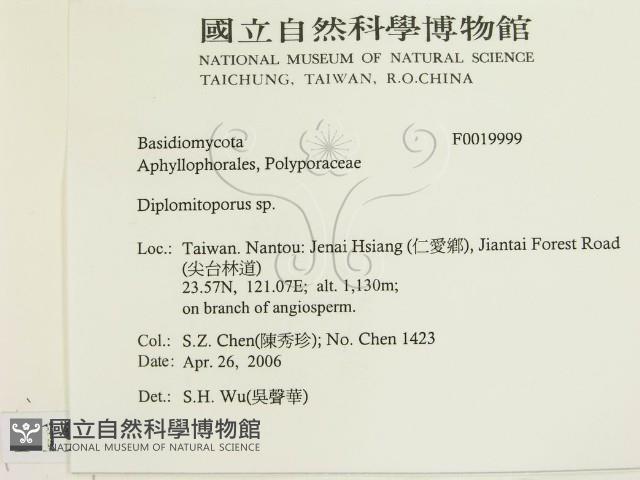 國立自然科學博物館
NATIONAL MUSEUM OF NATURAL SCIENCE
TAICHUNG, TAIWAN, R.O.CHINA
Basidiomycota F0019999
Aphyllophorales, Polyporaceae
Diplomitoporus sp.
Loc.: Taiwan. Nantou: Jenai Hsiang (仁愛鄉), Jiantai Forest Road
(尖台林道)
23.57N, 121.07E; alt. 1,130m;
on branch of angiosperm.
Col.: S.Z. Chen(陳秀珍); No. Chen 1423
Date: Apr. 26, 2006
Det.: S.H. Wu(吳聲華)
國立自然科學博物館
NATIONAL MUSEUM OF NATURAL SCIENCE